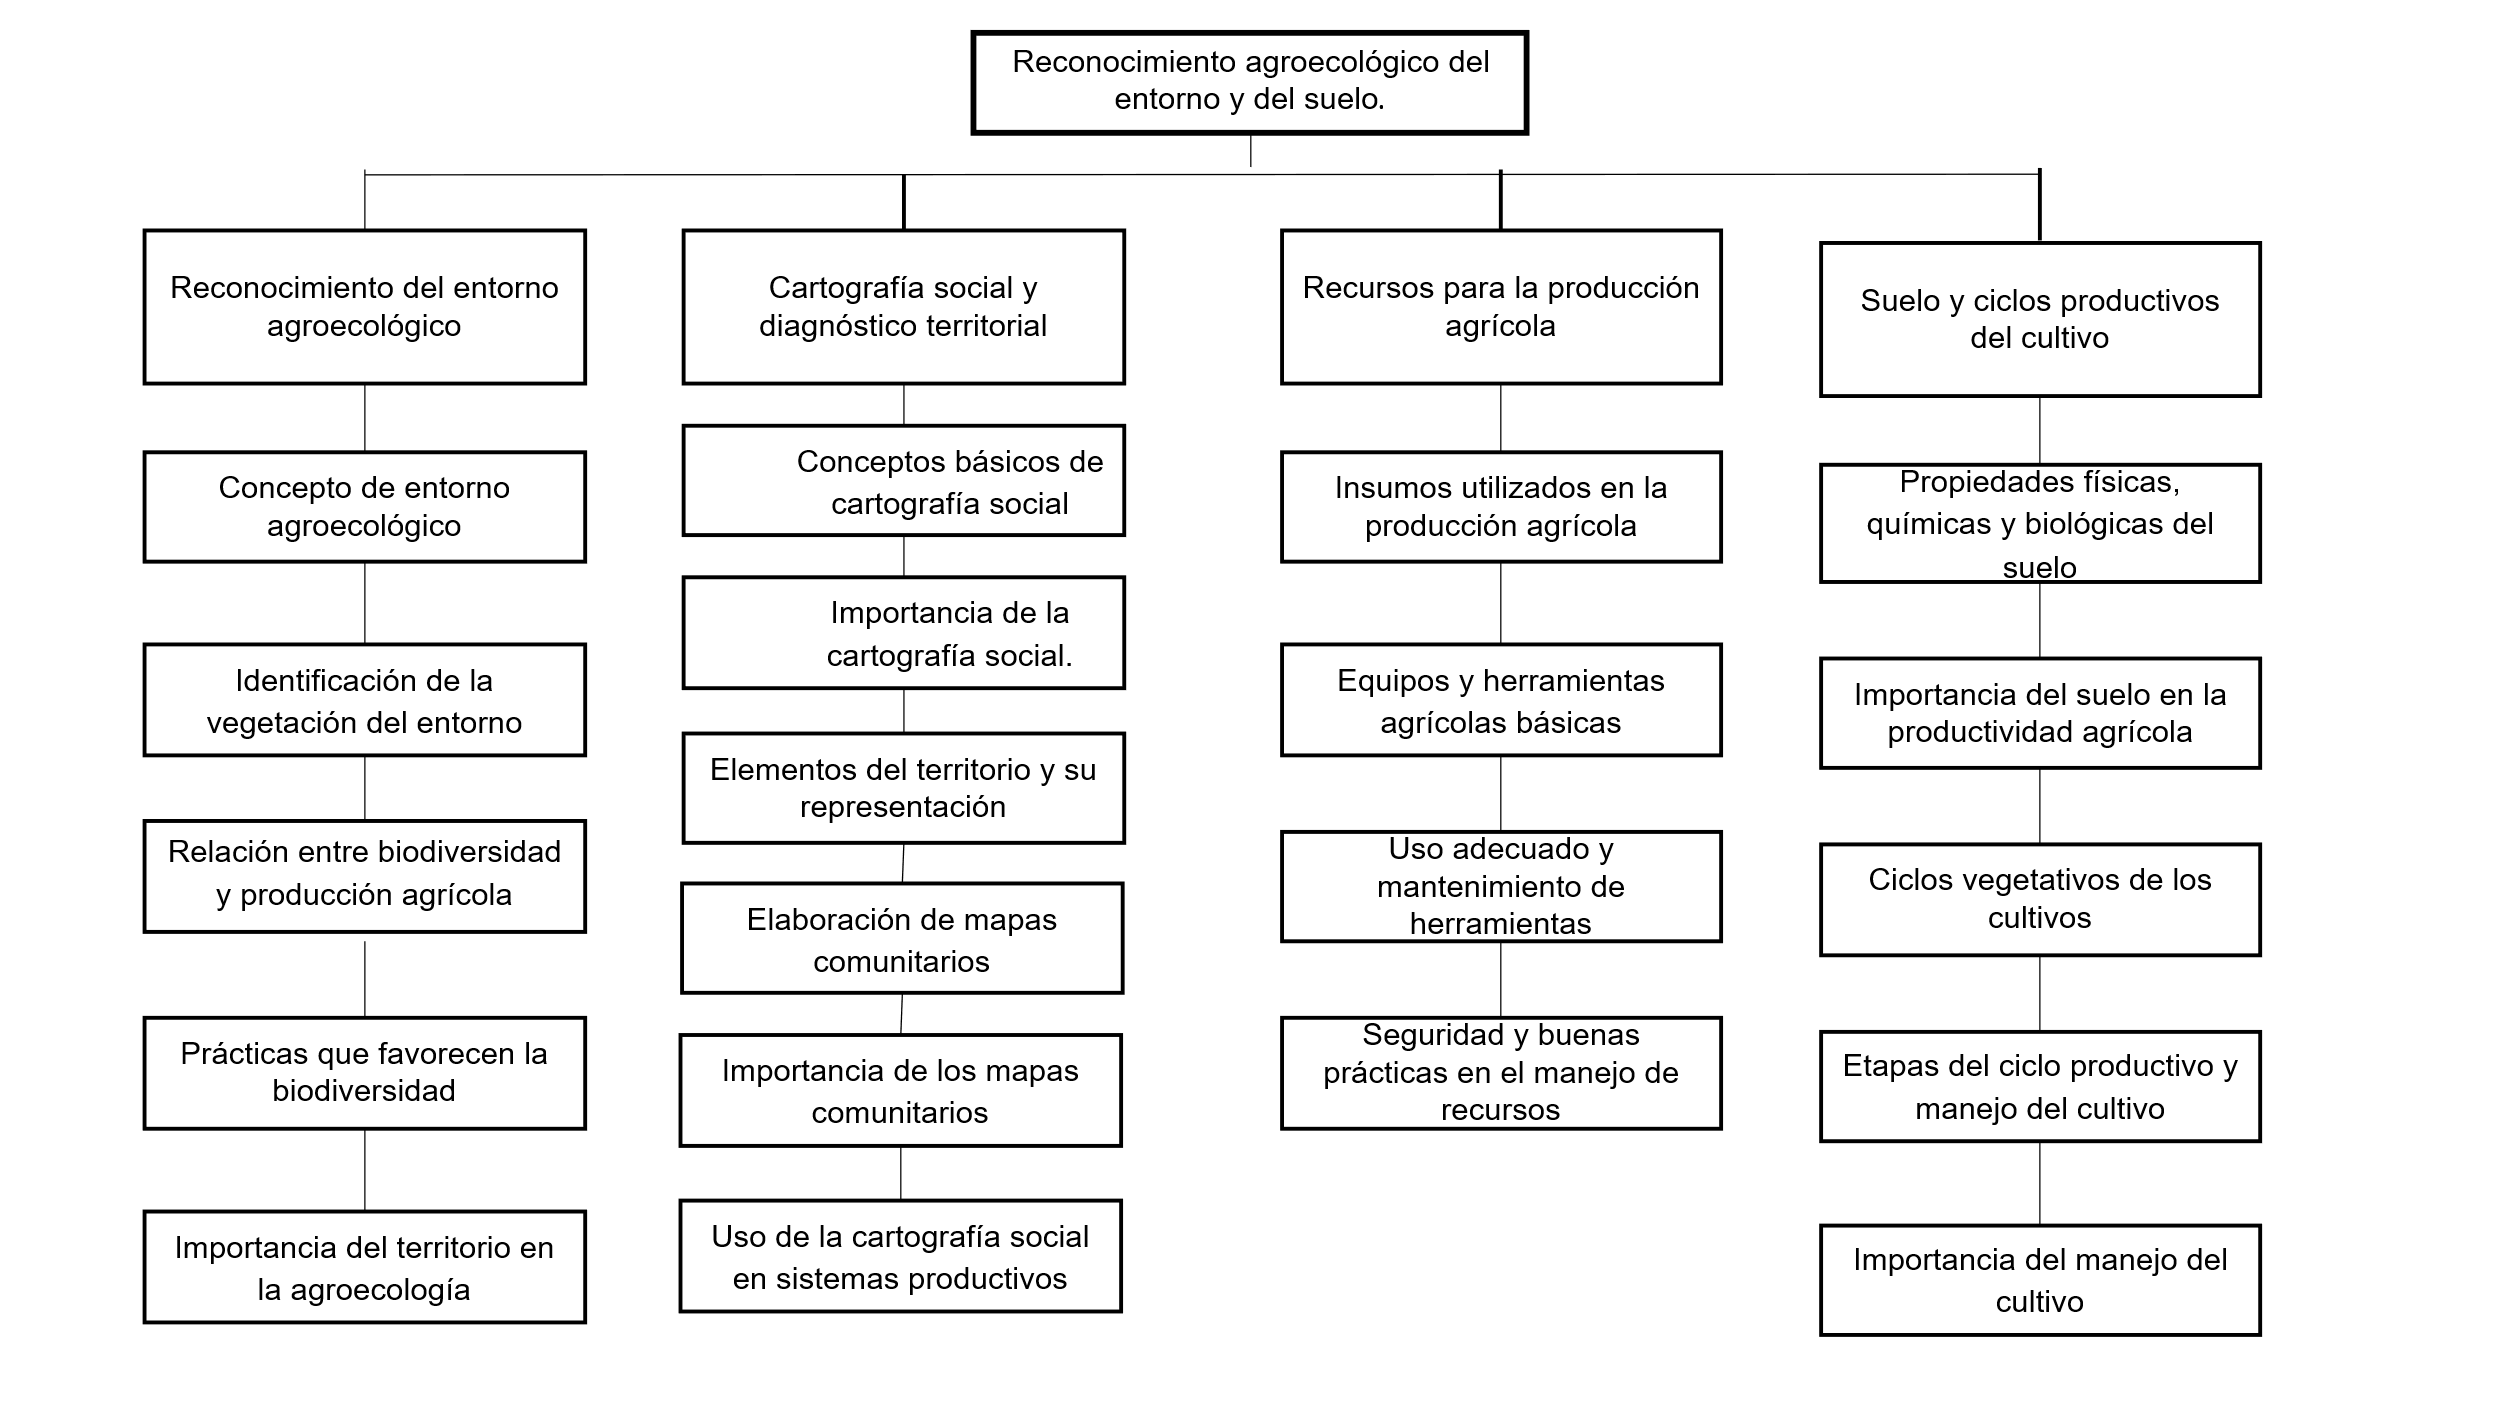 Reconocimiento agroecológico del
entorno y del suelo.
Reconocimiento del entorno
agroecológico
Concepto de entorno
agroecológico
Identificación de la
vegetación del entorno
Relación entre biodiversidad
y producción agrícola
Prácticas que favorecen la
biodiversidad
Importancia del territorio en
la agroecología
Cartografía social y
diagnóstico territorial
Conceptos básicos de
cartografía social
Importancia de la
cartografía social.
Elementos del territorio y su
representación
Elaboración de mapas
comunitarios
Importancia de los mapas
comunitarios
Uso de la cartografía social
en sistemas productivos
Recursos para la producción
agrícola
Insumos utilizados en la
producción agrícola
Equipos y herramientas
agrícolas básicas
Uso adecuado y
mantenimiento de
herramientas
Seguridad y buenas
prácticas en el manejo de
recursos
Suelo y ciclos productivos
del cultivo
Propiedades físicas,
químicas y biológicas del
suelo
Importancia del suelo en la
productividad agrícola
Ciclos vegetativos de los
cultivos
Etapas del ciclo productivo y
manejo del cultivo
Importancia del manejo del
cultivo